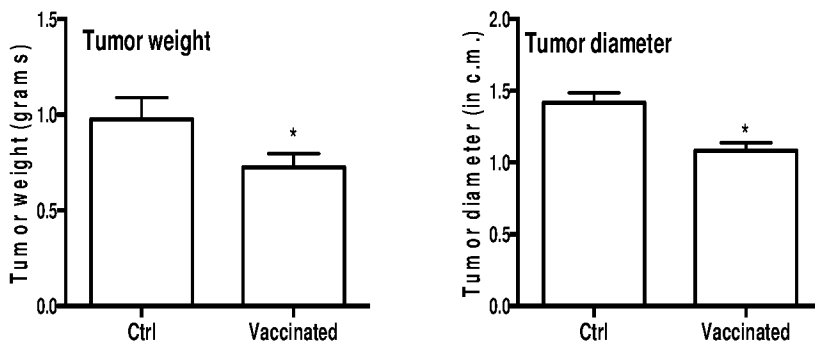 Tumor weight
Tumor weight (grams)
1.5
1.0
0.5
0.0
*
Ctrl
Vaccinated
Tumor diameter
Tumor diameter (in c.m.)
2.0
1.5
1.0
0.5
0.0
*
Ctrl
Vaccinated